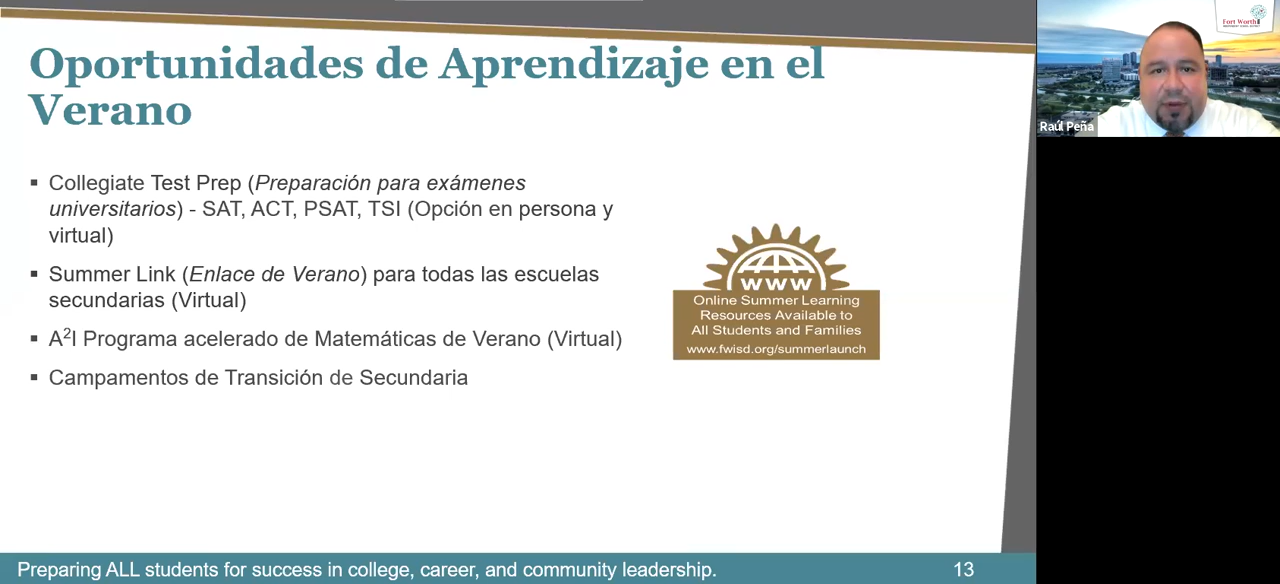 Oportunidades de Aprendizaje en el
Verano
▪ Collegiate Test Prep (Preparación para exámenes
universitarios) - SAT, ACT, PSAT, TSI (Opción en persona y
virtual)
▪ Summer Link (Enlace de Verano) para todas las escuelas
secundarias (Virtual)
▪ A²I Programa acelerado de Matemáticas de Verano (Virtual)
▪ Campamentos de Transición de Secundaria
www
Online Summer Learning
Resources Available to
All Students and Families
www.fwisd.org/summerlaunch
Preparing ALL students for success in college, career, and community leadership.
13
Fort Worth
Raúl Peña